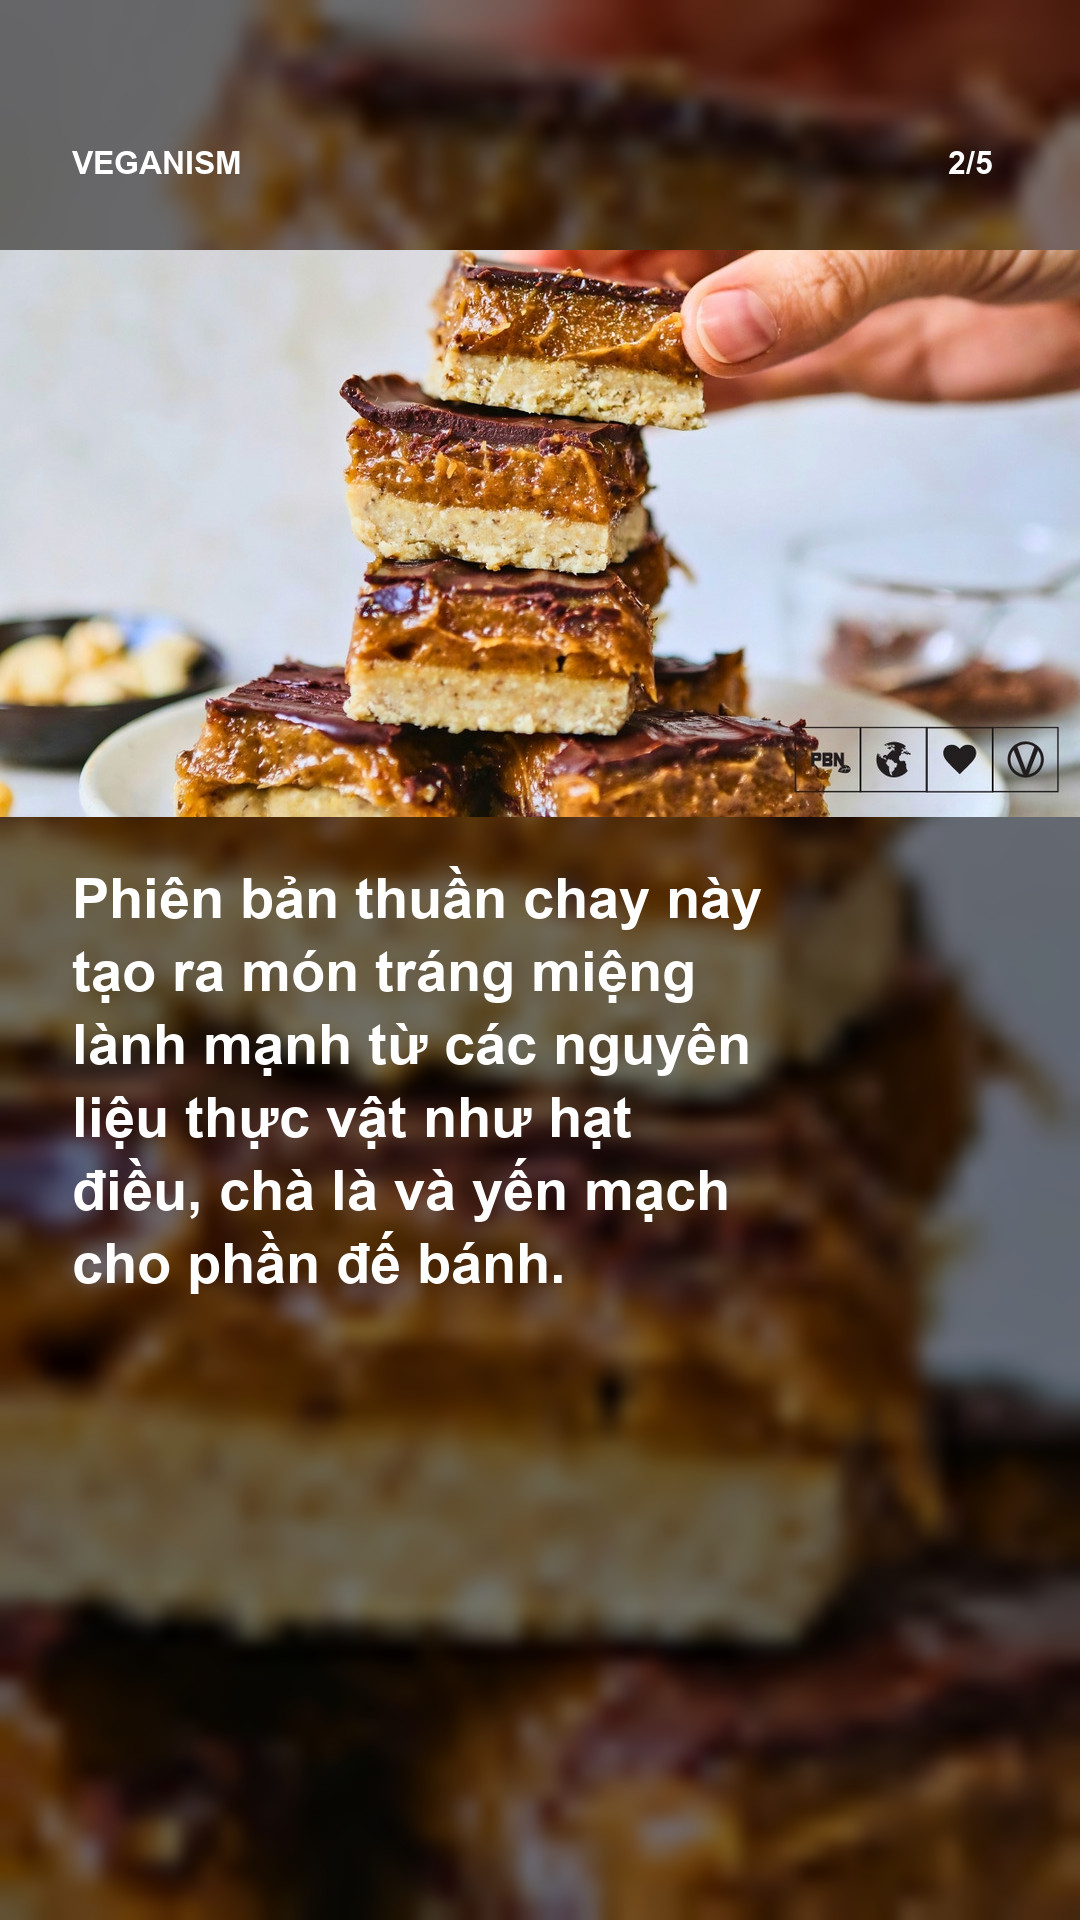 VEGANISM
2/5
PBN
Phiên bản thuần chay này
tạo ra món tráng miệng
lành mạnh từ các nguyên
liệu thực vật như hạt
điều, chà là và yến mạch
cho phần đế bánh.